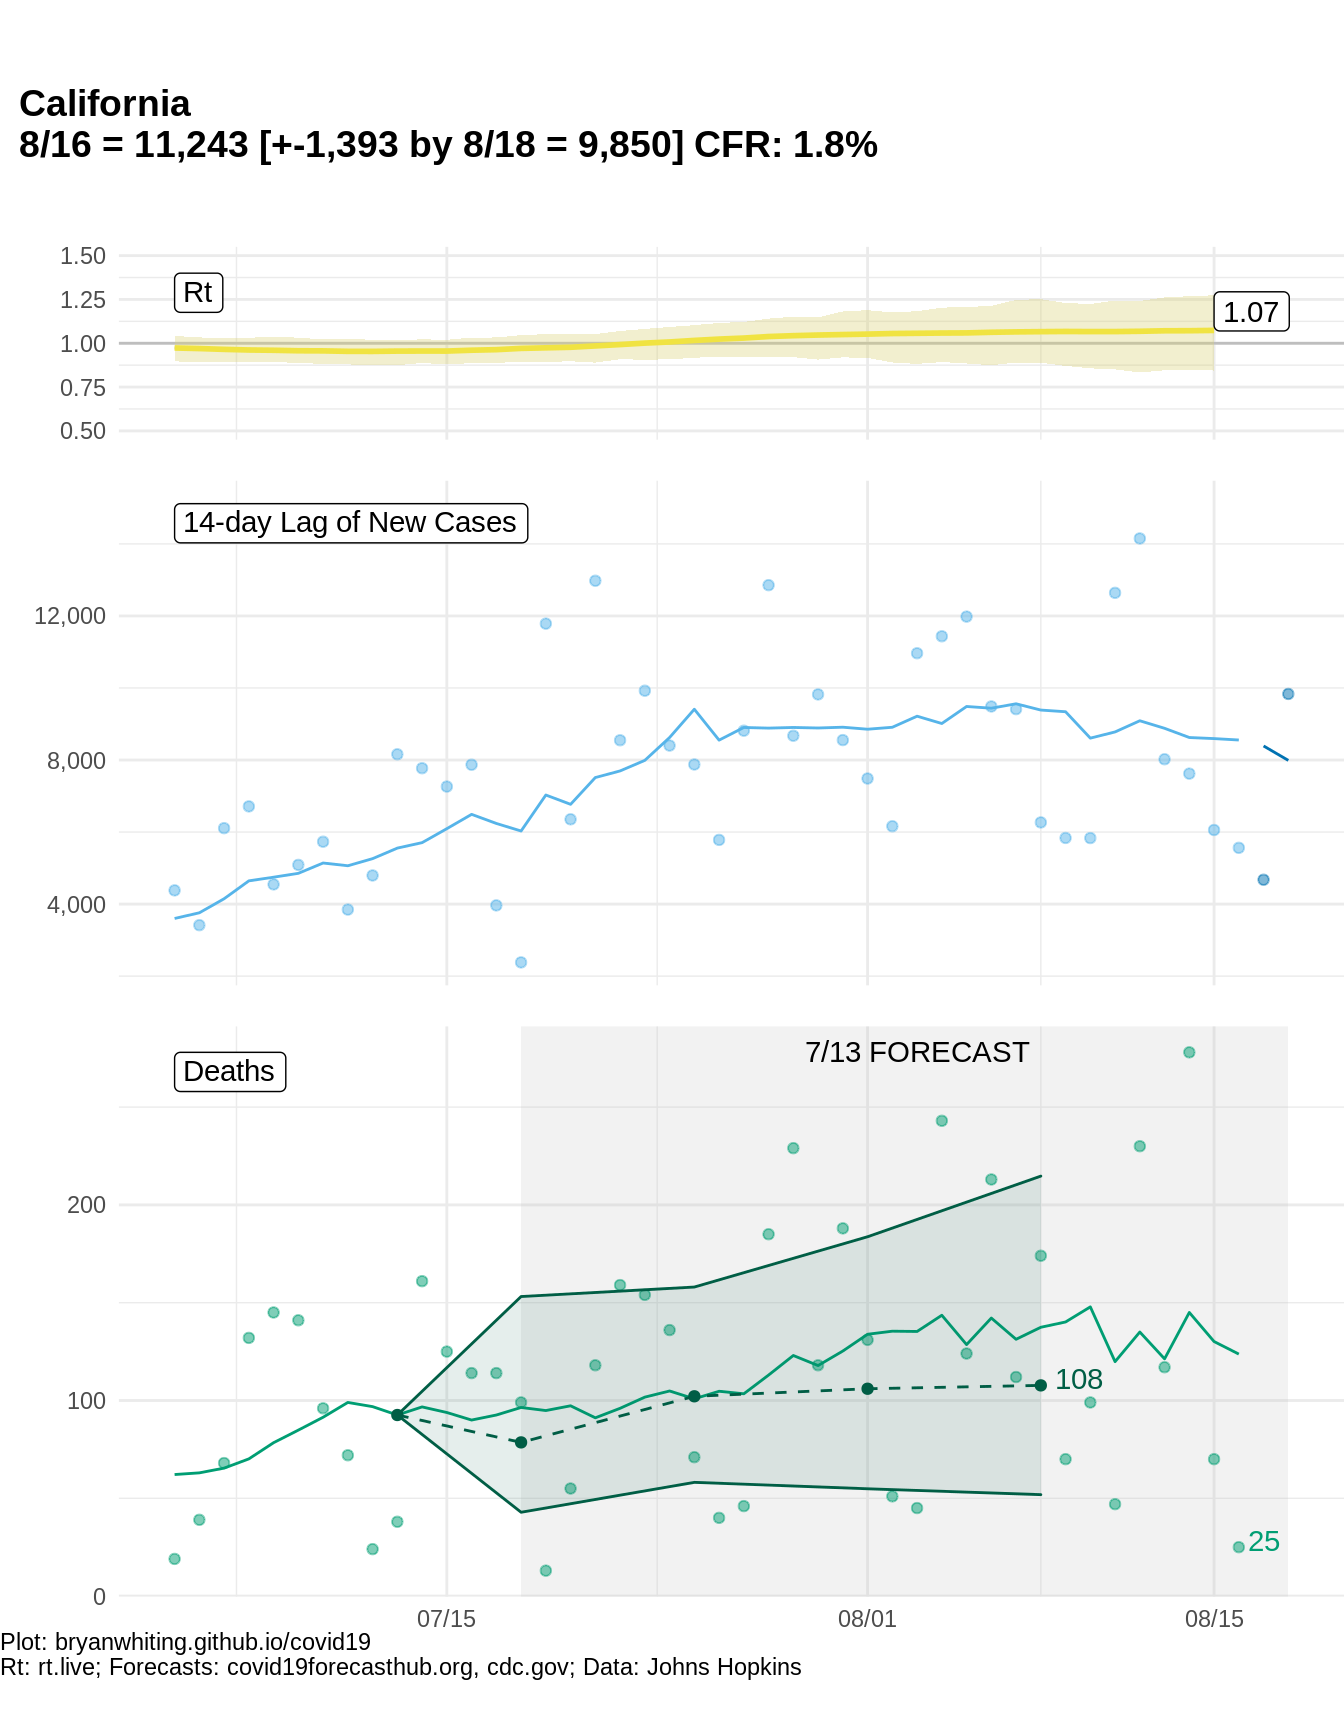 California
8/16 = 11,243 [+-1,393 by 8/18 = 9,850] CFR: 1.8%
1.50
1.25
1.00
0.75
0.50
Rt
1.07
14-day Lag of New Cases
12,000
8,000
4,000
Deaths
7/13 FORECAST
200
100
0
108
25
07/15
08/01
08/15
Plot: bryanwhiting.github.io/covid19
Rt: rt.live; Forecasts: covid19forecasthub.org, cdc.gov; Data: Johns Hopkins